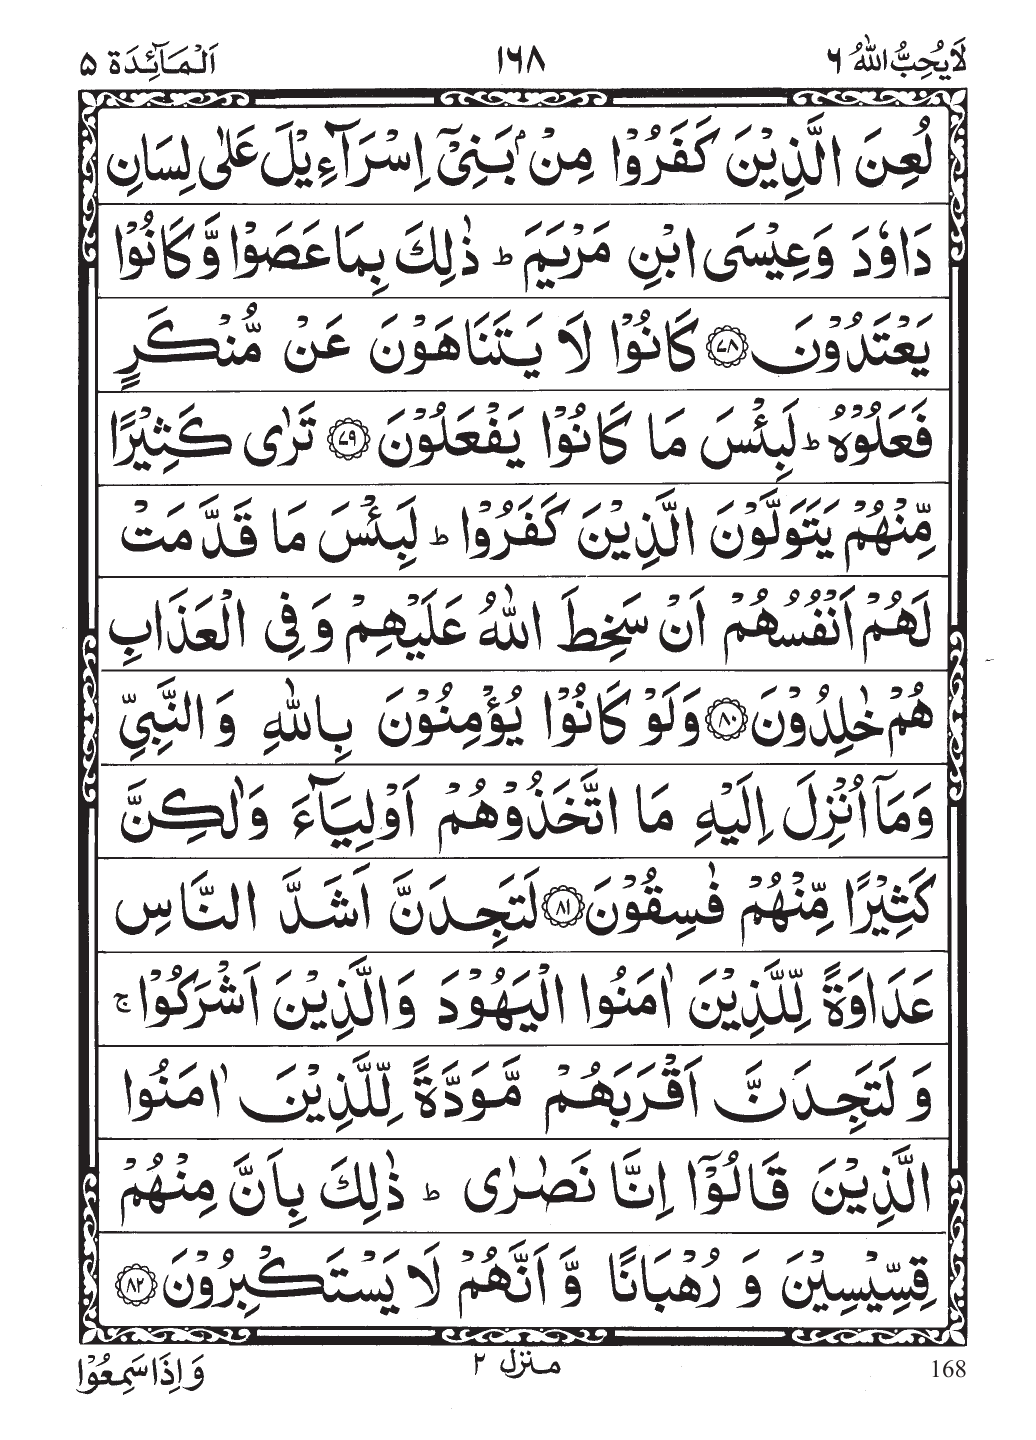 لَا يُحِبُّ اللّٰهُ ٦ ١٦٨ اَلْمَآئِدَة ٥
لُعِنَ الَّذِيْنَ كَفَرُوْا مِنْۢ بَنِيْۤ اِسْرَآءِيْلَ عَلٰى لِسَانِ
دَاوٗدَ وَعِيْسَى ابْنِ مَرْيَمَ ؕ ذٰلِكَ بِمَا عَصَوْا وَّكَانُوْا
يَعْتَدُوْنَ ﴿٧٨﴾ كَانُوْا لَا يَتَنَاهَوْنَ عَنْ مُّنْكَرٍ
فَعَلُوْهُ ؕ لَبِئْسَ مَا كَانُوْا يَفْعَلُوْنَ ﴿٧٩﴾ تَرٰى كَثِيْرًا
مِّنْهُمْ يَتَوَلَّوْنَ الَّذِيْنَ كَفَرُوْا ؕ لَبِئْسَ مَا قَدَّمَتْ
لَهُمْ اَنْفُسُهُمْ اَنْ سَخِطَ اللّٰهُ عَلَيْهِمْ وَفِي الْعَذَابِ
هُمْ خٰلِدُوْنَ ﴿٨٠﴾ وَلَوْ كَانُوْا يُؤْمِنُوْنَ بِاللّٰهِ وَالنَّبِيِّ
وَمَاۤ اُنْزِلَ اِلَيْهِ مَا اتَّخَذُوْهُمْ اَوْلِيَآءَ وَلٰكِنَّ
كَثِيْرًا مِّنْهُمْ فٰسِقُوْنَ ﴿٨١﴾ لَتَجِدَنَّ اَشَدَّ النَّاسِ
عَدَاوَةً لِّلَّذِيْنَ اٰمَنُوا الْيَهُوْدَ وَالَّذِيْنَ اَشْرَكُوْا ۚ
وَلَتَجِدَنَّ اَقْرَبَهُمْ مَّوَدَّةً لِّلَّذِيْنَ اٰمَنُوا
الَّذِيْنَ قَالُوْۤا اِنَّا نَصٰرٰى ؕ ذٰلِكَ بِاَنَّ مِنْهُمْ
قِسِّيْسِيْنَ وَ رُهْبَانًا وَّ اَنَّهُمْ لَا يَسْتَكْبِرُوْنَ ﴿٨٢﴾
168 منزل ٢ وَاِذَا سَمِعُوْا